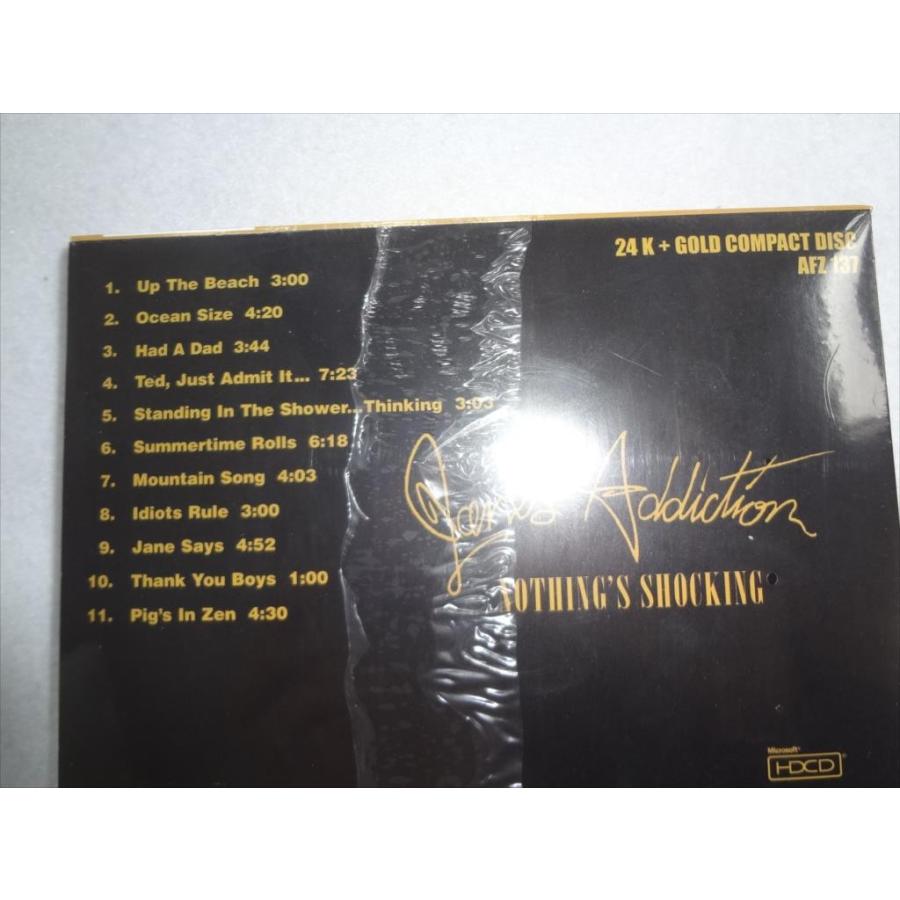 24 K + GOLD COMPACT DISC
AFZ 137
1. Up The Beach 3:00
2. Ocean Size 4:20
3. Had A Dad 3:44
4. Ted, Just Admit It... 7:23
5. Standing In The Shower...Thinking 3:03
6. Summertime Rolls 6:18
7. Mountain Song 4:03
8. Idiots Rule 3:00
9. Jane Says 4:52
10. Thank You Boys 1:00
11. Pig's In Zen 4:30
Jane's Addiction
NOTHING'S SHOCKING
Microsoft®
HDCD®